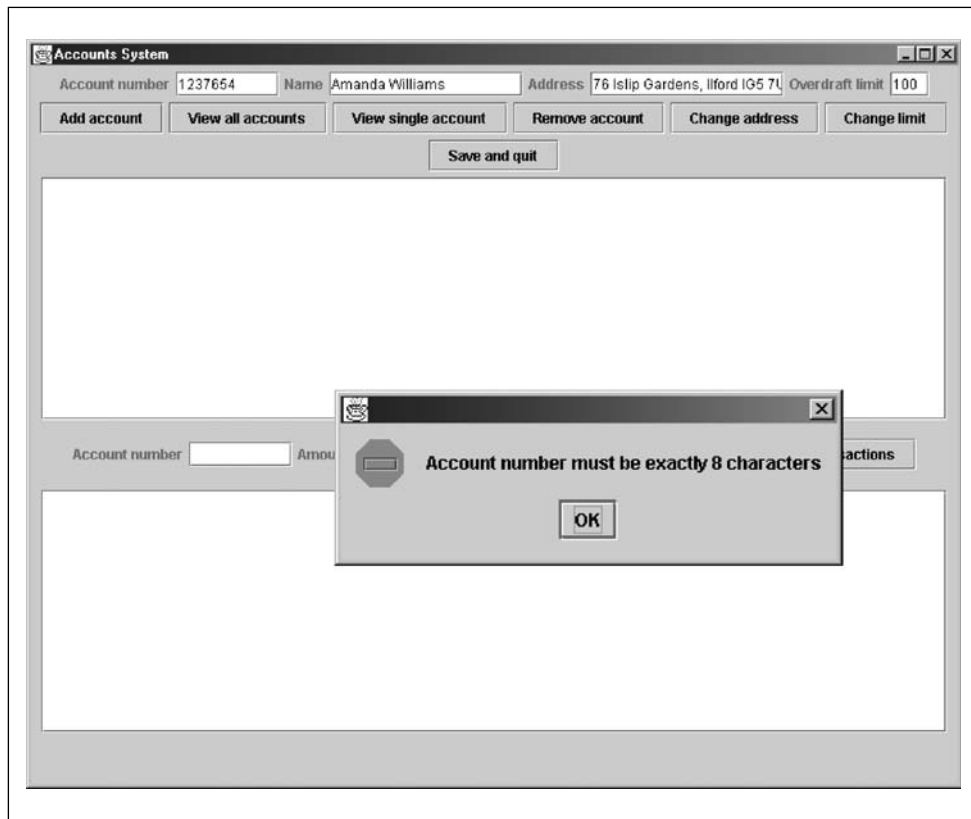 Accounts System
Account number 1237654 Name Amanda Williams Address 76 Islip Gardens, Ilford IG5 7U Overdraft limit 100
Add account View all accounts View single account Remove account Change address Change limit
Save and quit
Account number Amou sactions
Account number must be exactly 8 characters
OK